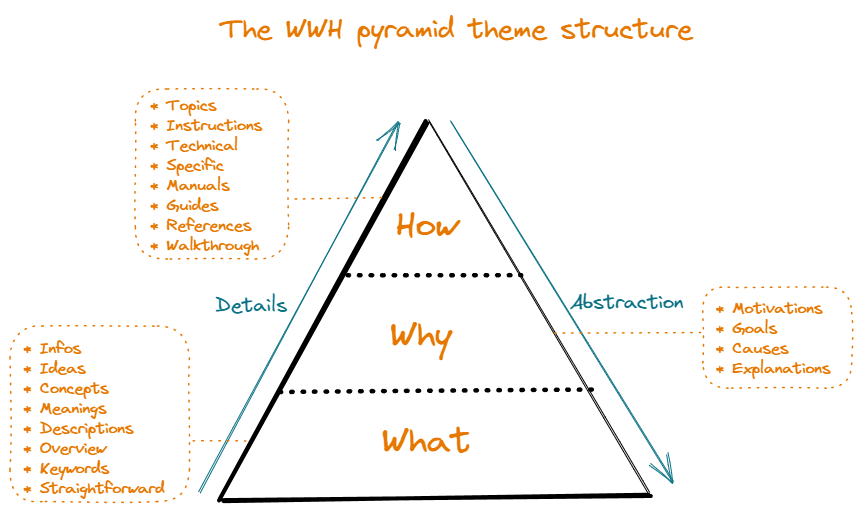 The WWH pyramid theme structure
* Topics
* Instructions
* Technical
* Specific
* Manuals
* Guides
* References
* Walkthrough
How
Details
Abstraction
Why
* Motivations
* Goals
* Causes
* Explanations
* Infos
* Ideas
* Concepts
* Meanings
* Descriptions
* Overview
* Keywords
* Straightforward
What